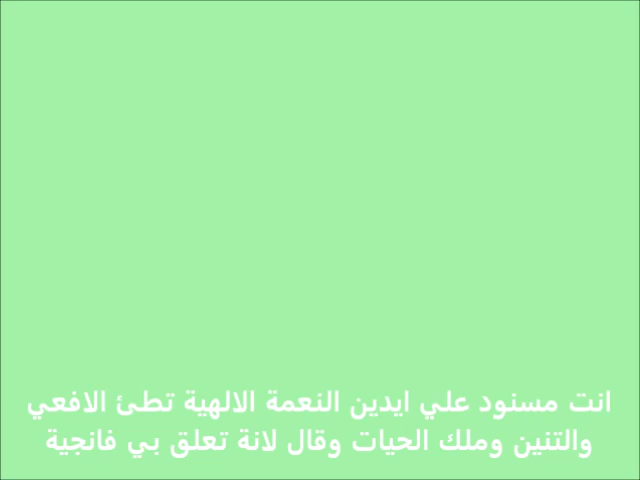 انت مسنود علي ايدين النعمة الالهية تطئ الافعي
والتنين وملك الحيات وقال لانة تعلق بي فانجية